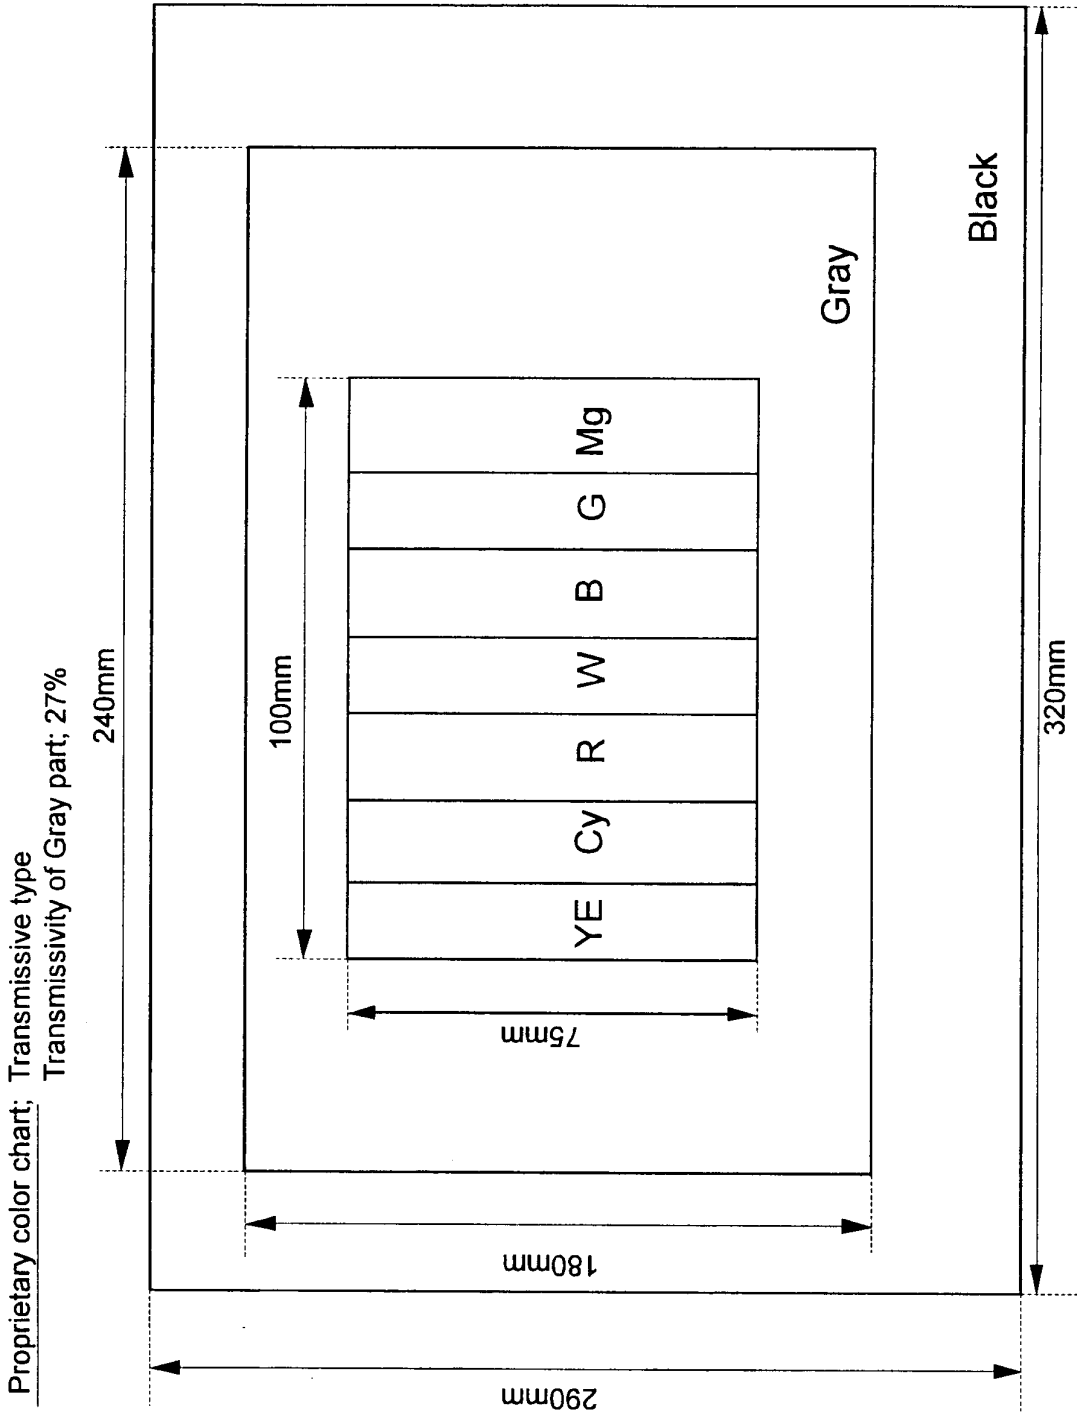 Proprietary color chart; Transmissive type
Transmissivity of Gray part; 27%
240mm
100mm
YE Cy R W B G Mg
75mm
Gray
180mm
Black
290mm
320mm